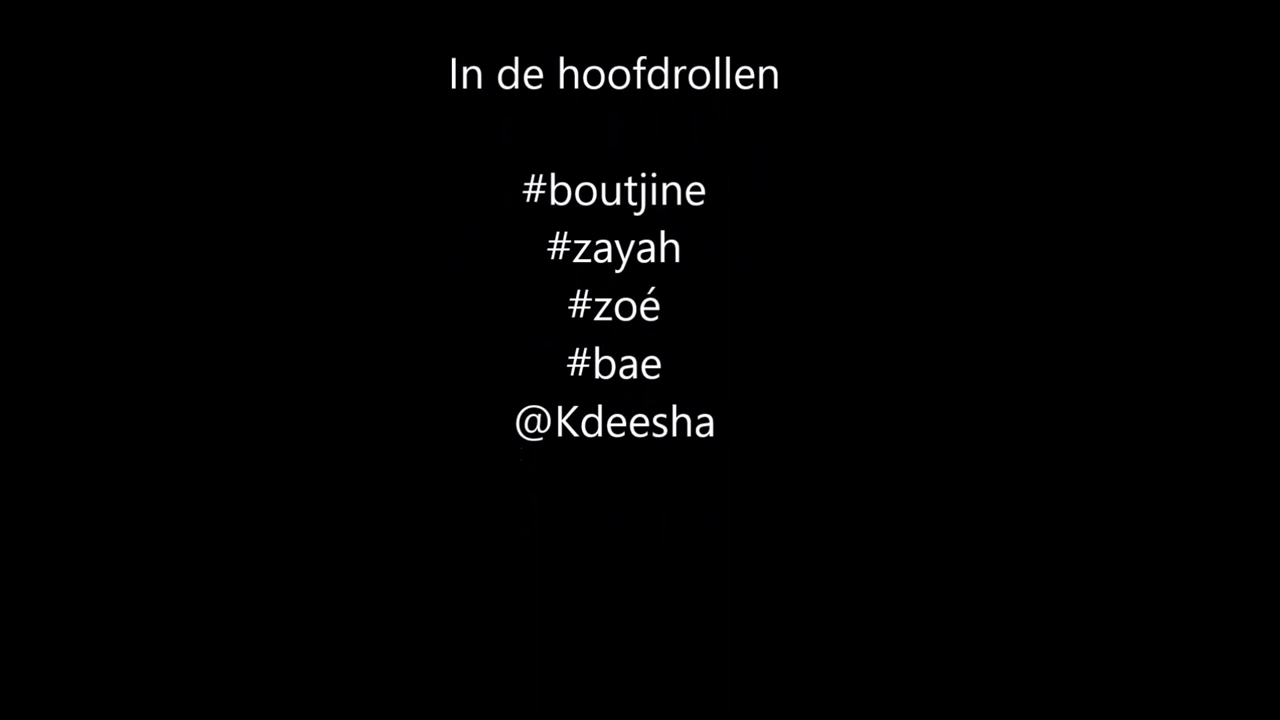 In de hoofdrollen
#boutjine
#zayah
#zoé
#bae
@Kdeesha